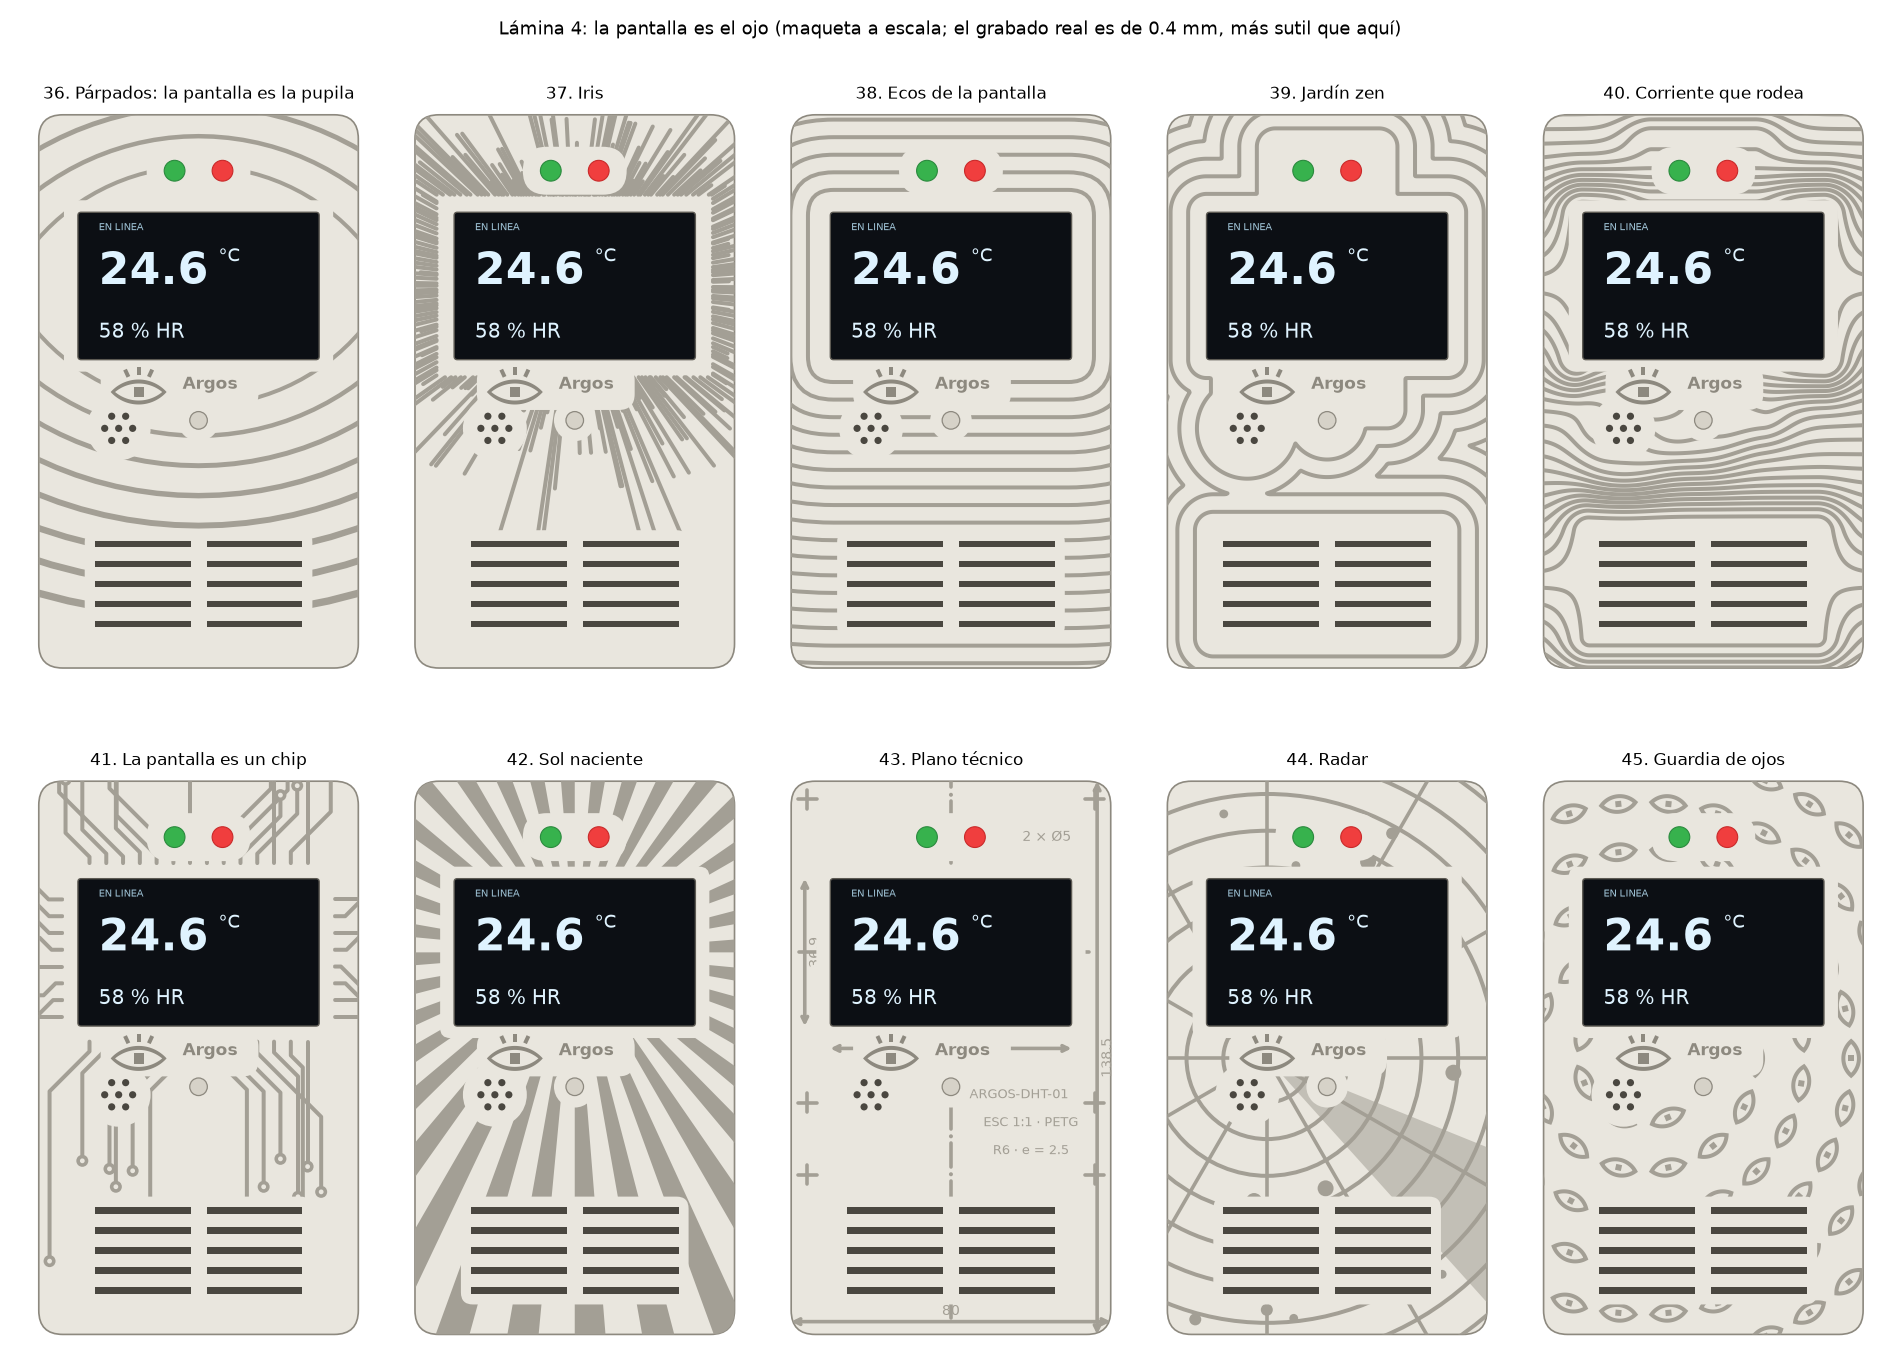 Lámina 4: la pantalla es el ojo (maqueta a escala; el grabado real es de 0.4 mm, más sutil que aquí)
36. Párpados: la pantalla es la pupila
EN LINEA
24.6 °C
58 % HR
Argos
37. Iris
EN LINEA
24.6 °C
58 % HR
Argos
38. Ecos de la pantalla
EN LINEA
24.6 °C
58 % HR
Argos
39. Jardín zen
EN LINEA
24.6 °C
58 % HR
Argos
40. Corriente que rodea
EN LINEA
24.6 °C
58 % HR
Argos
41. La pantalla es un chip
EN LINEA
24.6 °C
58 % HR
Argos
42. Sol naciente
EN LINEA
24.6 °C
58 % HR
Argos
43. Plano técnico
2 × Ø5
EN LINEA
24.6 °C
58 % HR
Argos
138.5
ARGOS-DHT-01
ESC 1:1 · PETG
R6 · e = 2.5
80
44. Radar
EN LINEA
24.6 °C
58 % HR
Argos
45. Guardia de ojos
EN LINEA
24.6 °C
58 % HR
Argos